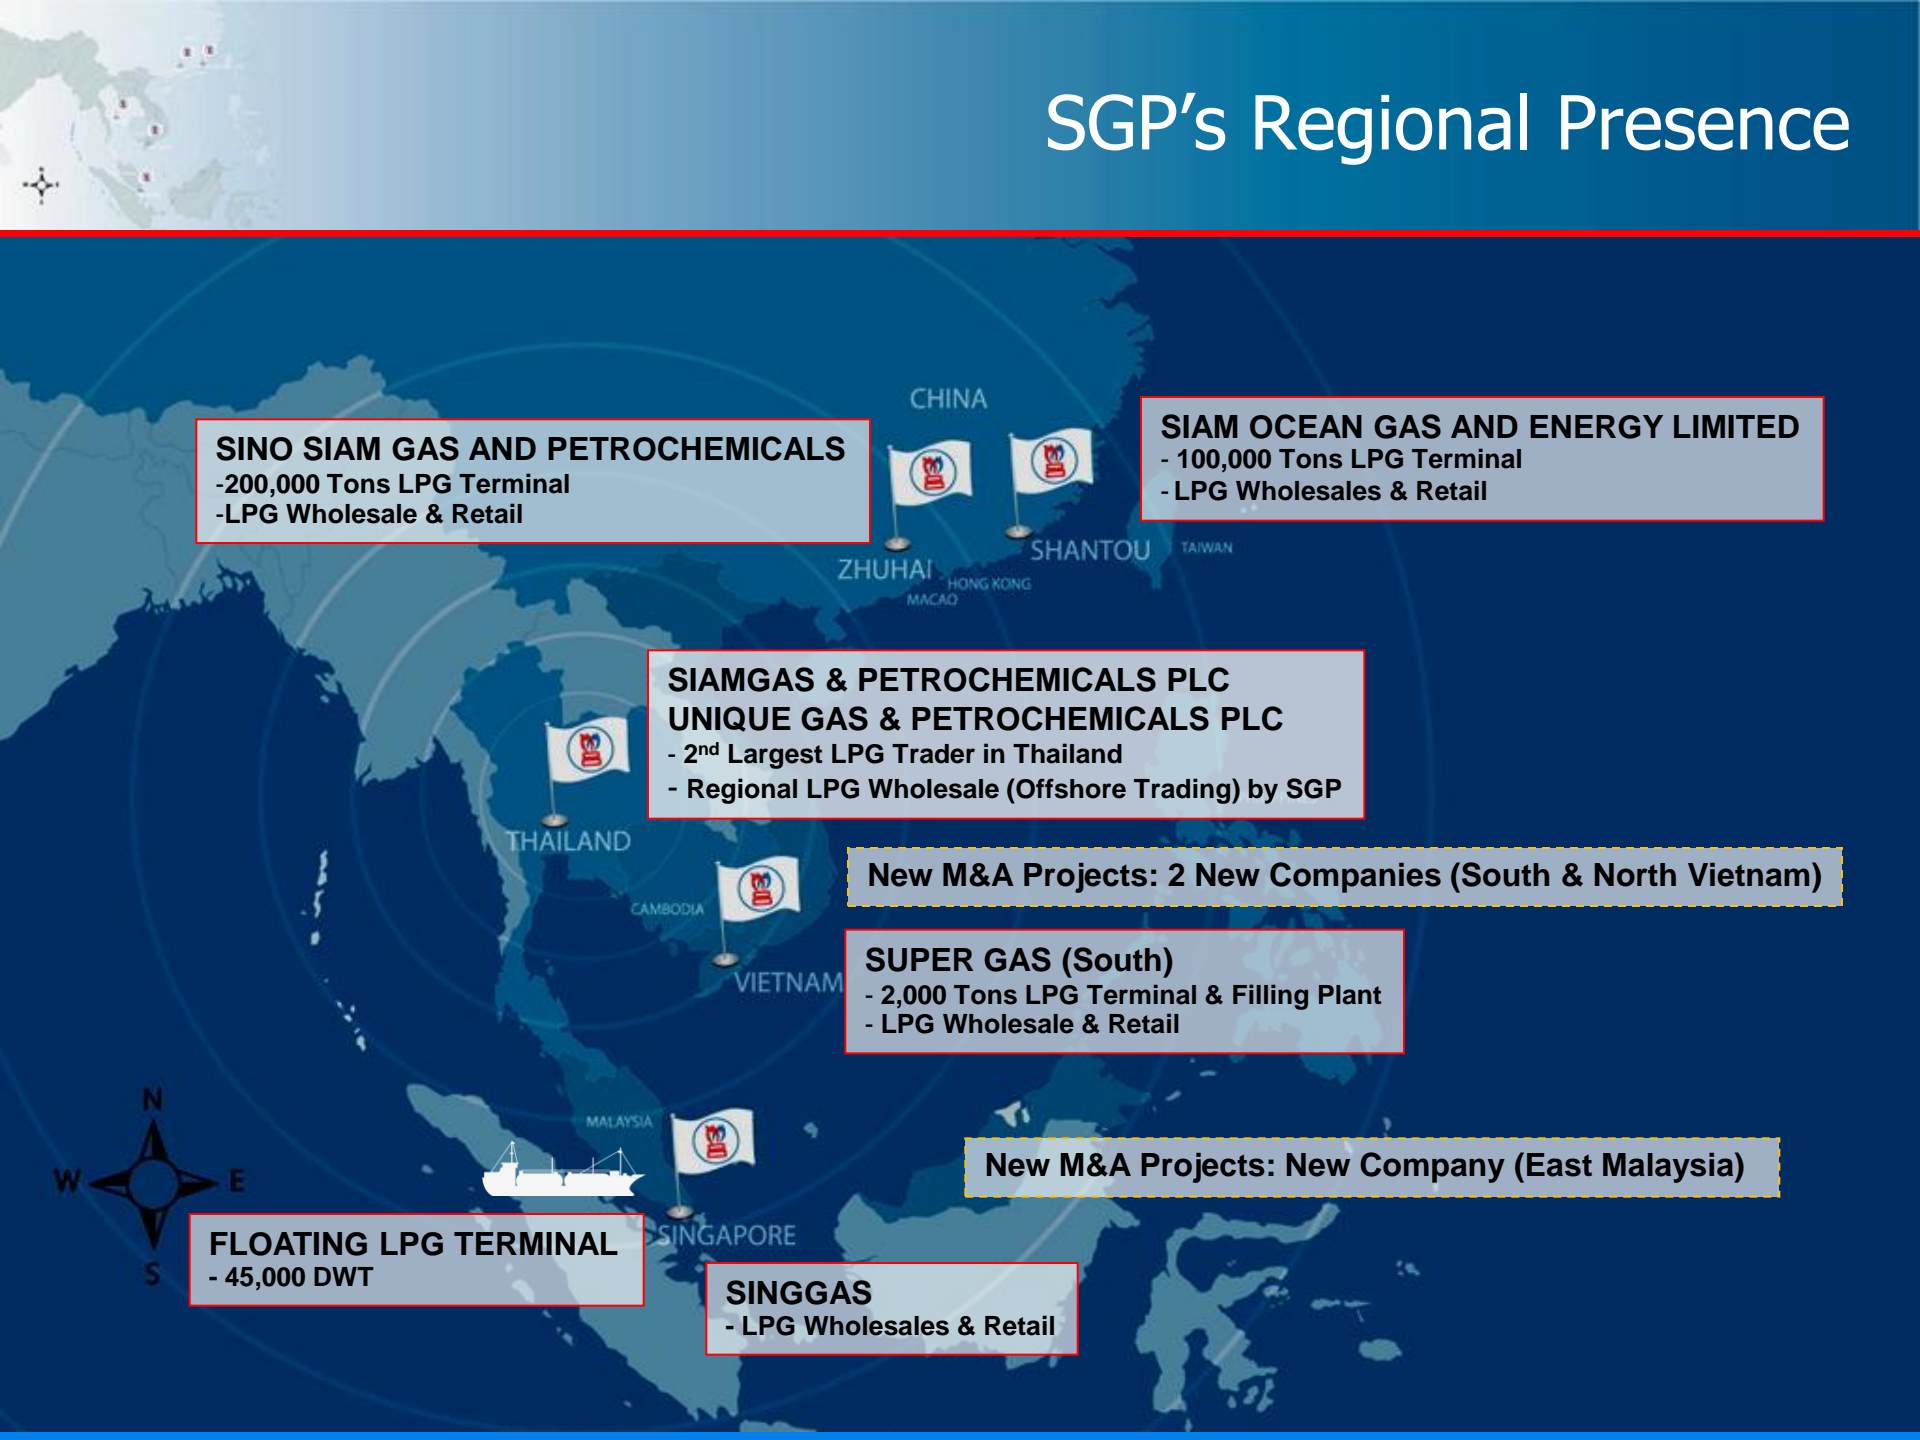 SGP’s Regional Presence
CHINA
SINO SIAM GAS AND PETROCHEMICALS
-200,000 Tons LPG Terminal
-LPG Wholesale & Retail
SIAM OCEAN GAS AND ENERGY LIMITED
- 100,000 Tons LPG Terminal
- LPG Wholesales & Retail
ZHUHAI
SHANTOU
TAIWAN
HONG KONG
MACAO
SIAMGAS & PETROCHEMICALS PLC
UNIQUE GAS & PETROCHEMICALS PLC
- 2nd Largest LPG Trader in Thailand
- Regional LPG Wholesale (Offshore Trading) by SGP
THAILAND
New M&A Projects: 2 New Companies (South & North Vietnam)
CAMBODIA
VIETNAM
SUPER GAS (South)
- 2,000 Tons LPG Terminal & Filling Plant
- LPG Wholesale & Retail
N
W
E
S
MALAYSIA
New M&A Projects: New Company (East Malaysia)
FLOATING LPG TERMINAL
- 45,000 DWT
SINGAPORE
SINGGAS
- LPG Wholesales & Retail